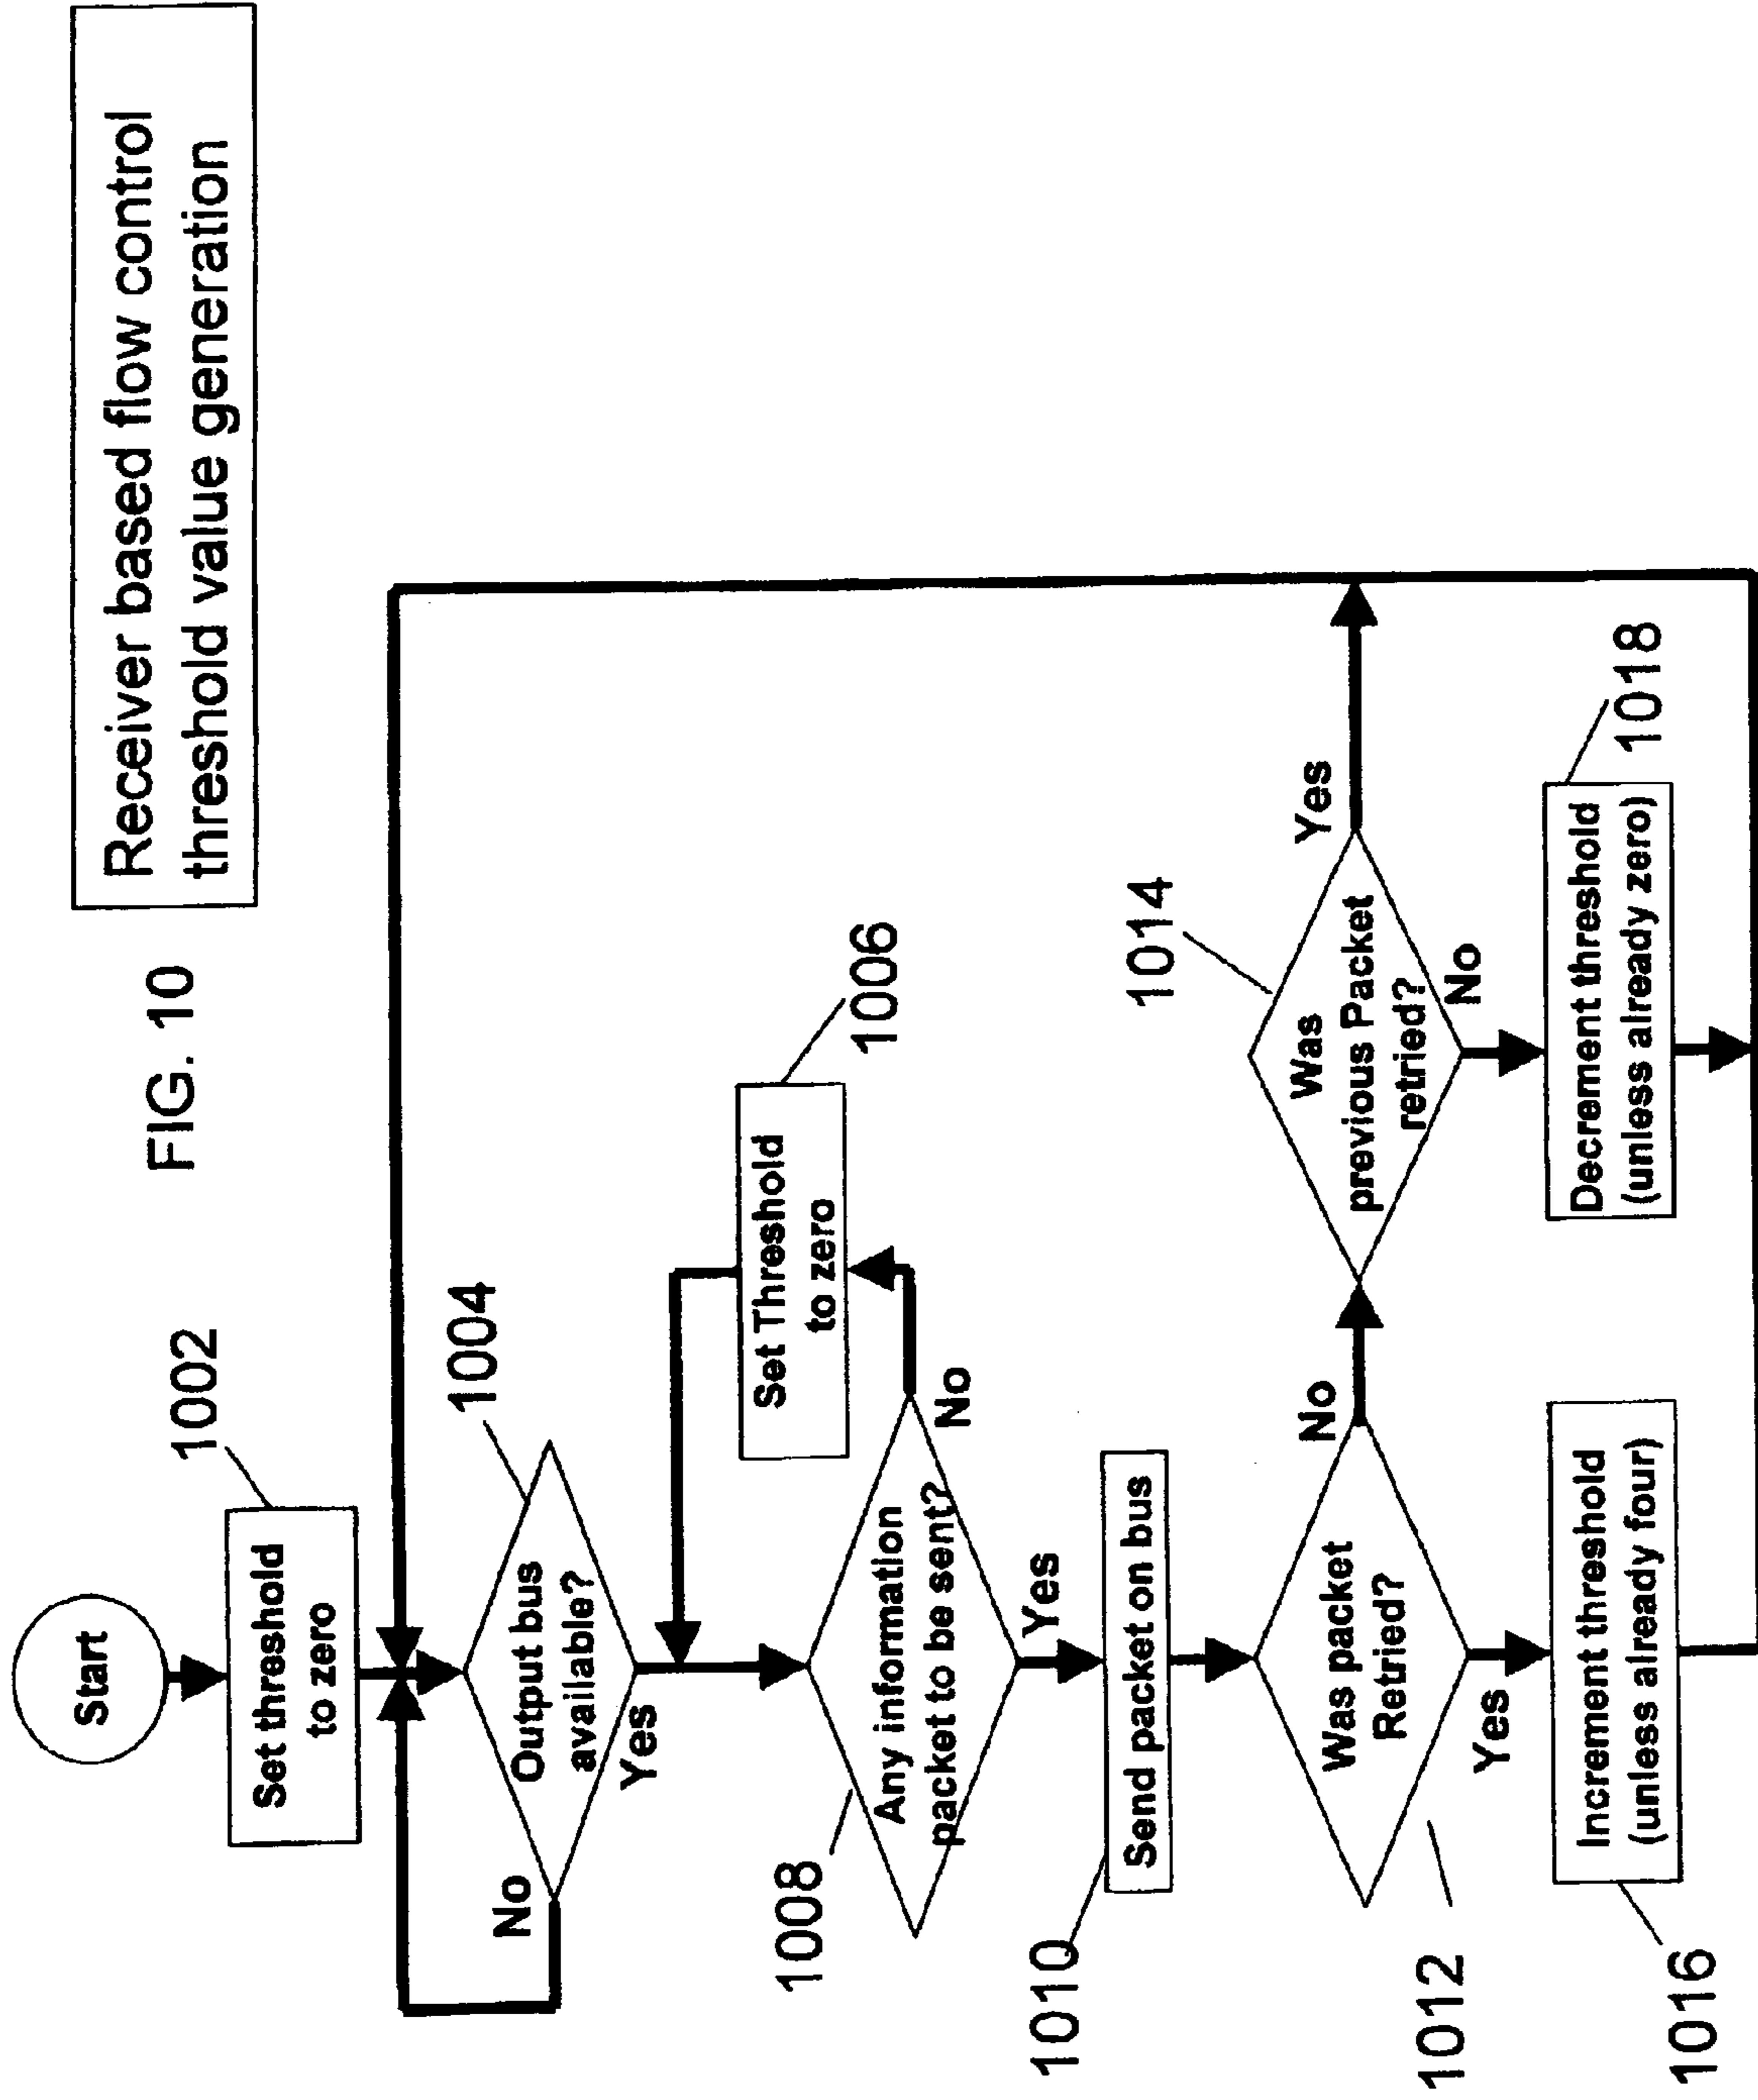 FIG. 10
Receiver based flow control
threshold value generation
Start
1002
Set threshold
to zero
1004
Output bus
available?
No
Yes
1006
Set Threshold
to zero
1008
Any information
packet to be sent?
No
Yes
1010
Send packet on bus
1012
Was packet
Retried?
No
Yes
1014
Was
previous Packet
retried?
Yes
No
1016
Increment threshold
(unless already four)
1018
Decrement threshold
(unless already zero)